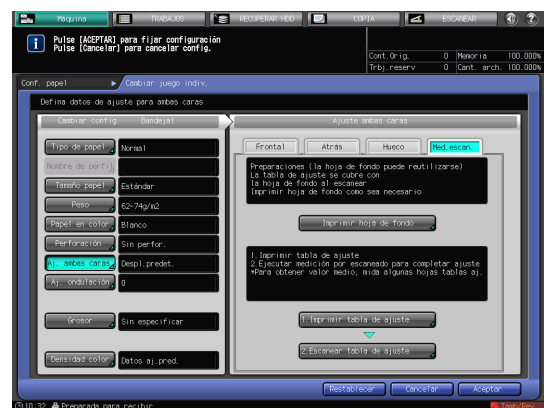 Máquina
TRABAJOS
RECUPERAR HDD
COPIA
ESCANEAR
Pulse [ACEPTAR] para fijar configuración
Pulse [Cancelar] para cancelar config.
Cont.Orig. 0 Memoria 100.000%
Trbj.reserv 0 Cant. arch. 100.000%
Conf. papel
Cambiar juego indiv.
Defina datos de ajuste para ambas caras
Cambiar config. Bandeja1
Tipo de papel Normal
Nombre de perfil
Tamaño papel Estándar
Peso 62-74g/m2
Papel en color Blanco
Perforación Sin perfor.
Aj. ambas caras Despl.predet.
Aj. ondulación 0
Grosor Sin especificar
Densidad color Datos aj.pred.
Ajuste ambas caras
Frontal
Atrás
Hueco
Med.escan.
Preparaciones (la hoja de fondo puede reutilizarse)
La tabla de ajuste se cubre con
la hoja de fondo al escanear
Imprimir hoja de fondo como sea necesario
Imprimir hoja de fondo
1.Imprimir tabla de ajuste
2.Ejecutar medición por escaneado para completar ajuste
*Para obtener valor medio, mida algunas hojas tablas aj.
1.Imprimir tabla de ajuste
2.Escanear tabla de ajuste
Restablecer
Cancelar
Aceptar
10:32 Preparada para recibir
Tamb/Rev